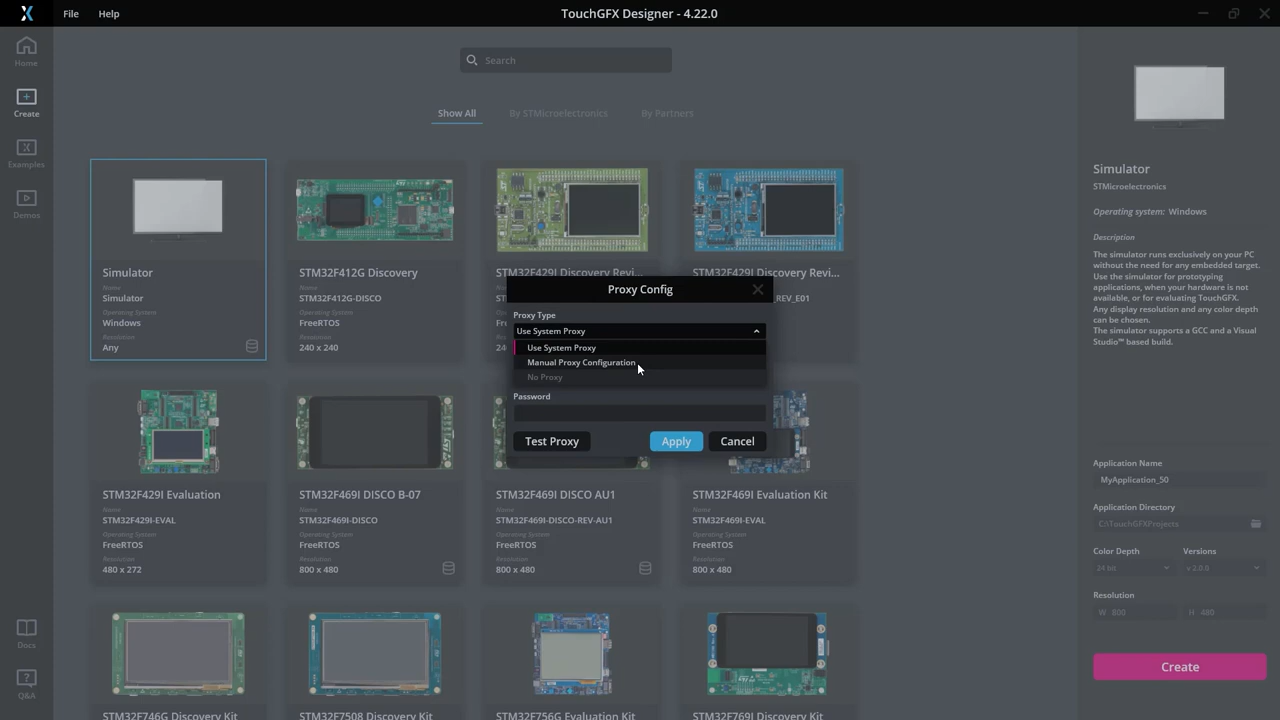 File
Help
TouchGFX Designer - 4.22.0
Home
Create
Examples
Demos
Docs
Q&A
Search
Show All
By STMicroelectronics
By Partners
Simulator
Name
Simulator
Operating System
Windows
Resolution
Any
STM32F412G Discovery
Name
STM32F412G-DISCO
Operating System
FreeRTOS
Resolution
240 x 240
STM32F429I Discovery Revi...
STM32F429I Discovery Revi...
_REV_E01
Proxy Config
Proxy Type
Use System Proxy
Use System Proxy
Manual Proxy Configuration
No Proxy
Password
Test Proxy
Apply
Cancel
STM32F429I Evaluation
Name
STM32F429I-EVAL
Operating System
FreeRTOS
Resolution
480 x 272
STM32F469I DISCO B-07
Name
STM32F469I-DISCO
Operating System
FreeRTOS
Resolution
800 x 480
STM32F469I DISCO AU1
Name
STM32F469I-DISCO-REV-AU1
Operating System
FreeRTOS
Resolution
800 x 480
STM32F469I Evaluation Kit
Name
STM32F469I-EVAL
Operating System
FreeRTOS
Resolution
800 x 480
STM32F746G Discovery Kit
STM32F7508 Discovery Kit
STM32F756G Evaluation Kit
STM32F769I Discovery Kit
Simulator
STMicroelectronics
Operating system: Windows
Description
The simulator runs exclusively on your PC
without the need for any embedded target.
Use the simulator for prototyping
applications, when your hardware is not
available, or for evaluating TouchGFX.
Any display resolution and any color depth
can be chosen.
The simulator supports a GCC and a Visual
Studio™ based build.
Application Name
MyApplication_50
Application Directory
C:\TouchGFXProjects
Color Depth
Versions
24 bit
v 2.0.0
Resolution
W 800
H 480
Create